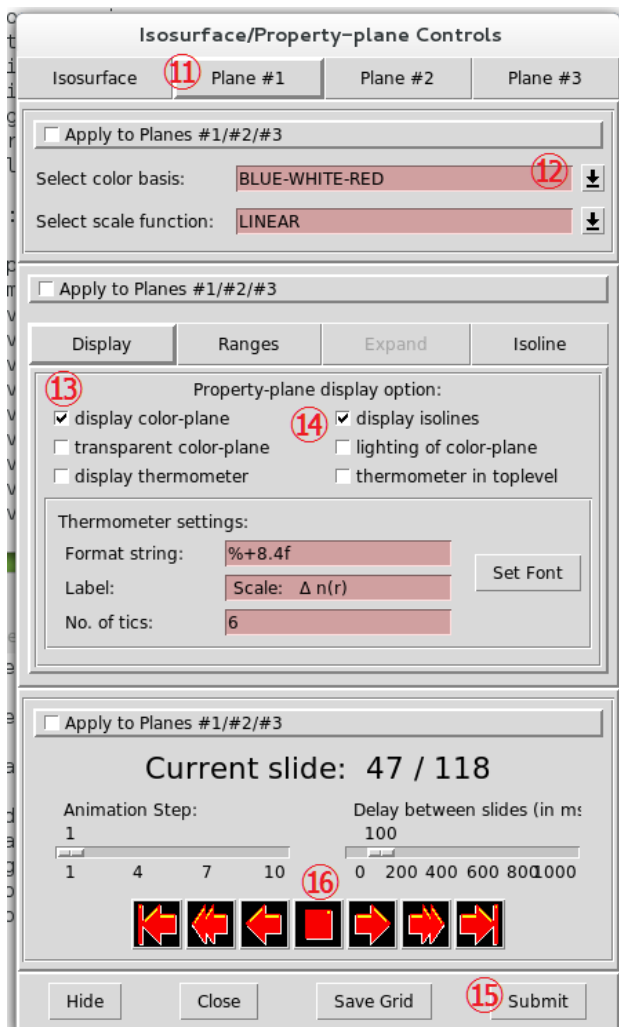 Isosurface/Property-plane Controls
Isosurface ⑪ Plane #1 Plane #2 Plane #3
Apply to Planes #1/#2/#3
Select color basis: BLUE-WHITE-RED ⑫
Select scale function: LINEAR
Apply to Planes #1/#2/#3
Display Ranges Expand Isoline
⑬ Property-plane display option:
display color-plane ⑭ display isolines
transparent color-plane lighting of color-plane
display thermometer thermometer in toplevel
Thermometer settings:
Format string: %+8.4f
Set Font
Label: Scale: Δ n(r)
No. of tics: 6
Apply to Planes #1/#2/#3
Current slide: 47 / 118
Animation Step: Delay between slides (in ms
1 100
1 4 7 10 0 200 400 600 8001000
⑯
Hide Close Save Grid ⑮ Submit